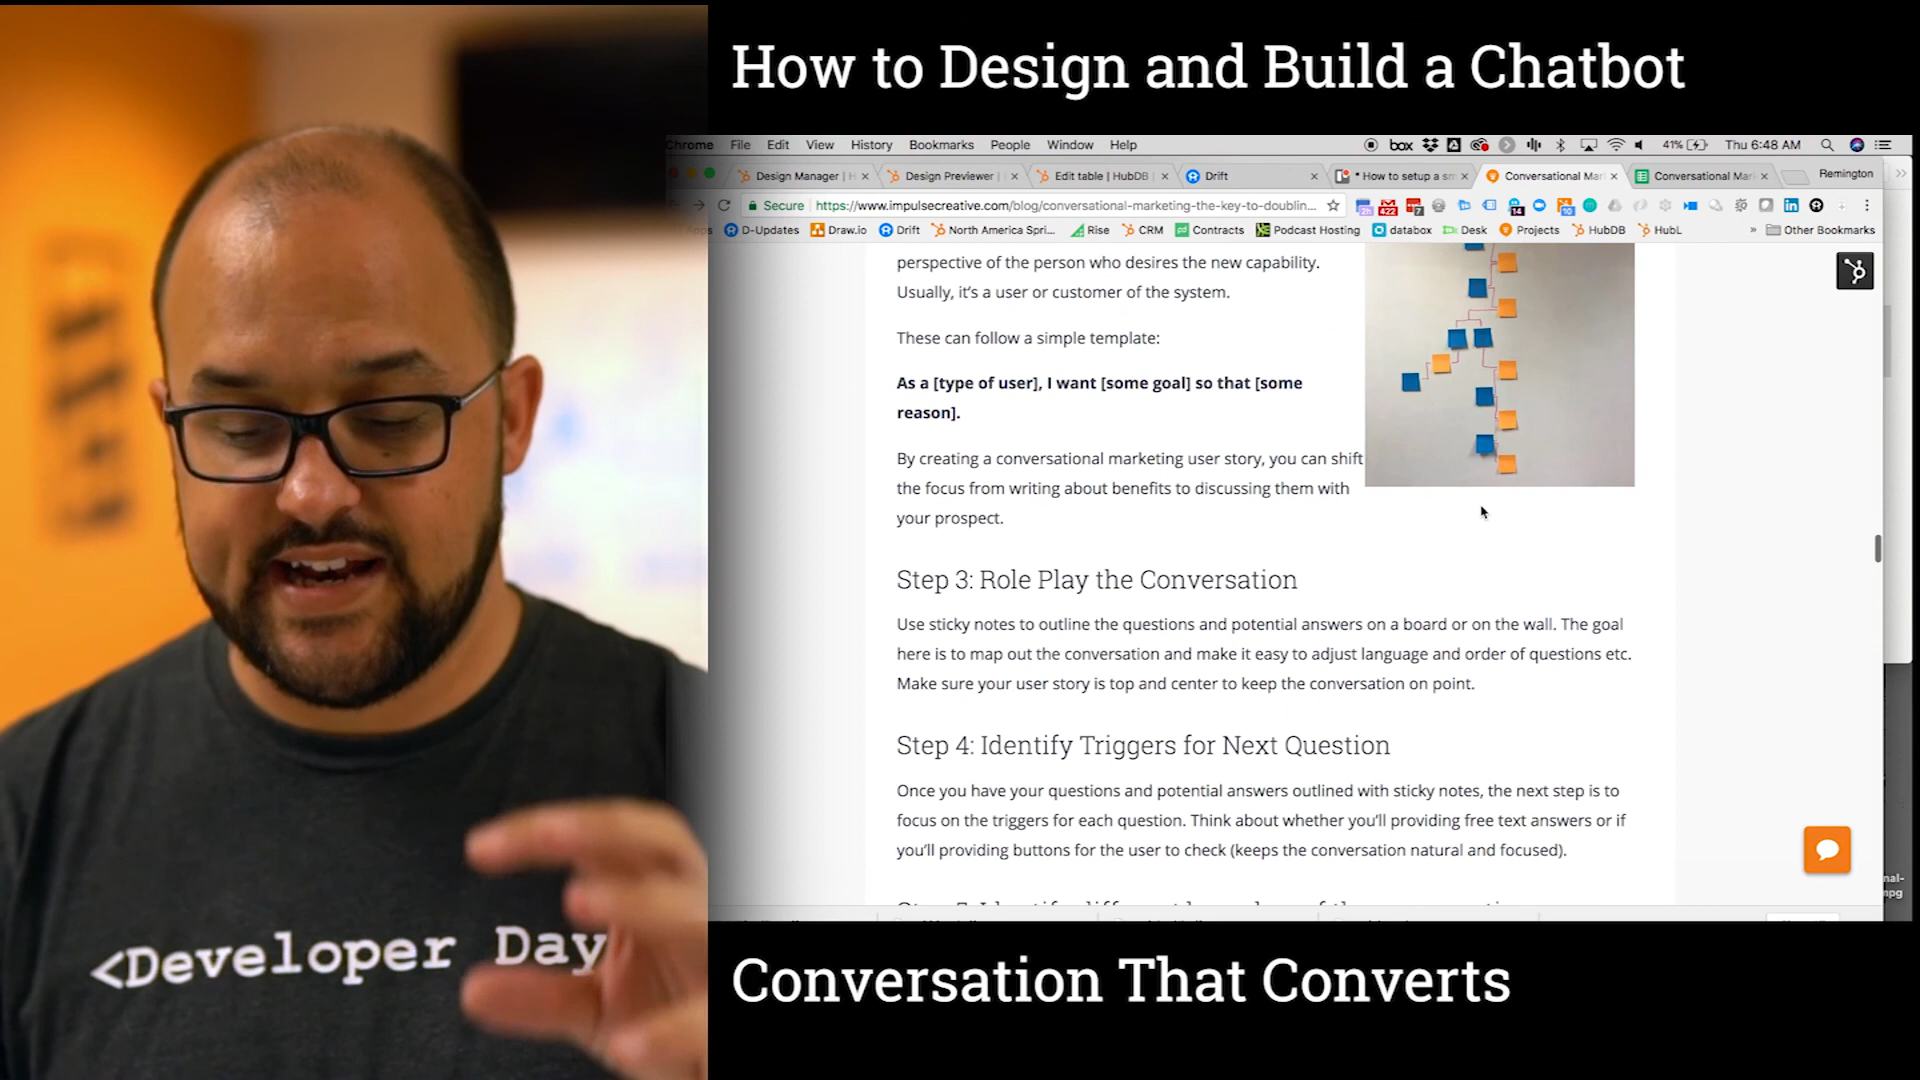 How to Design and Build a Chatbot
Chrome File Edit View History Bookmarks People Window Help
box
41%
Thu 6:48 AM
Design Manager | H
Design Previewer |
Edit table | HubDB |
Drift
* How to setup a sm
Conversational Mar
Conversational Mar
Remington
Secure
https://www.impulsecreative.com/blog/conversational-marketing-the-key-to-doublin...
Apps D-Updates Draw.io Drift North America Spri... Rise CRM Contracts Podcast Hosting databox Desk Projects HubDB HubL » Other Bookmarks
perspective of the person who desires the new capability.
Usually, it's a user or customer of the system.
These can follow a simple template:
As a [type of user], I want [some goal] so that [some
reason].
By creating a conversational marketing user story, you can shift
the focus from writing about benefits to discussing them with
your prospect.
Step 3: Role Play the Conversation
Use sticky notes to outline the questions and potential answers on a board or on the wall. The goal
here is to map out the conversation and make it easy to adjust language and order of questions etc.
Make sure your user story is top and center to keep the conversation on point.
Step 4: Identify Triggers for Next Question
Once you have your questions and potential answers outlined with sticky notes, the next step is to
focus on the triggers for each question. Think about whether you'll providing free text answers or if
you'll providing buttons for the user to check (keeps the conversation natural and focused).
nal-
mpg
<Developer Day
Conversation That Converts